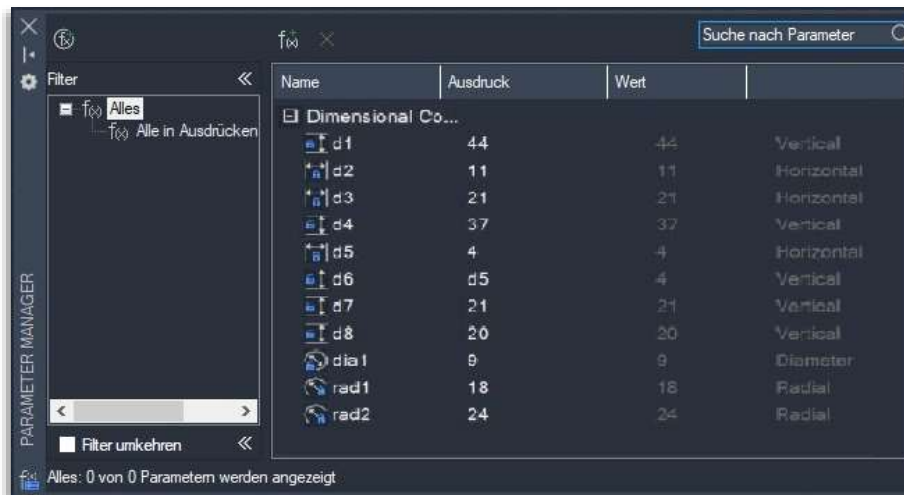 Suche nach Parameter
Filter
Name Ausdruck Wert
f(x) Alles
f(x) Alle in Ausdrücken
Dimensional Co...
d1 44 44 Vertical
d2 11 11 Horizontal
d3 21 21 Horizontal
d4 37 37 Vertical
d5 4 4 Horizontal
d6 d5 4 Vertical
d7 21 21 Vertical
d8 20 20 Vertical
dia1 9 9 Diameter
rad1 18 18 Radial
rad2 24 24 Radial
Filter umkehren
Alles: 0 von 0 Parametern werden angezeigt
PARAMETER MANAGER